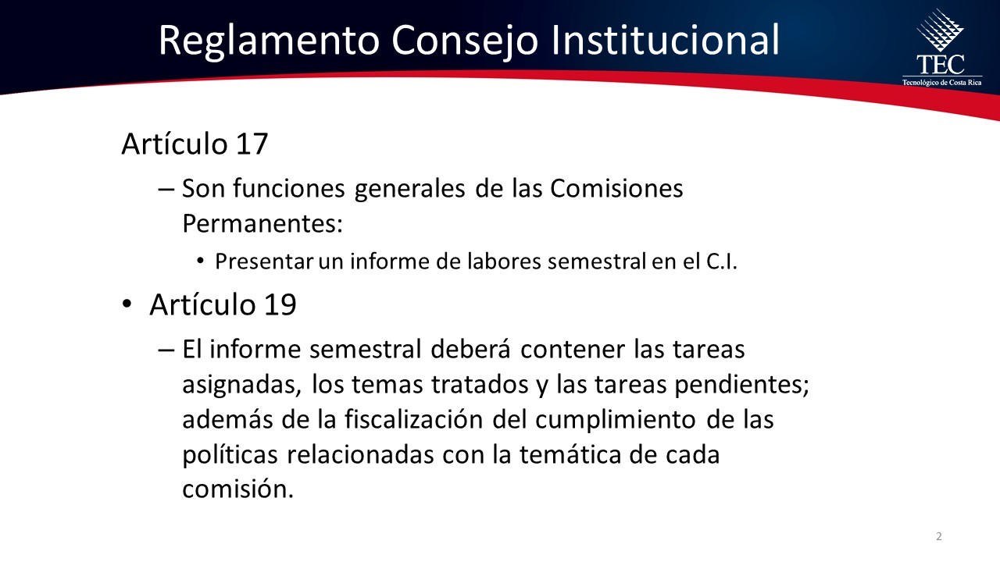 Reglamento Consejo Institucional
TEC
Tecnológico de Costa Rica
Artículo 17
– Son funciones generales de las Comisiones
Permanentes:
• Presentar un informe de labores semestral en el C.I.
• Artículo 19
– El informe semestral deberá contener las tareas
asignadas, los temas tratados y las tareas pendientes;
además de la fiscalización del cumplimiento de las
políticas relacionadas con la temática de cada
comisión.
2